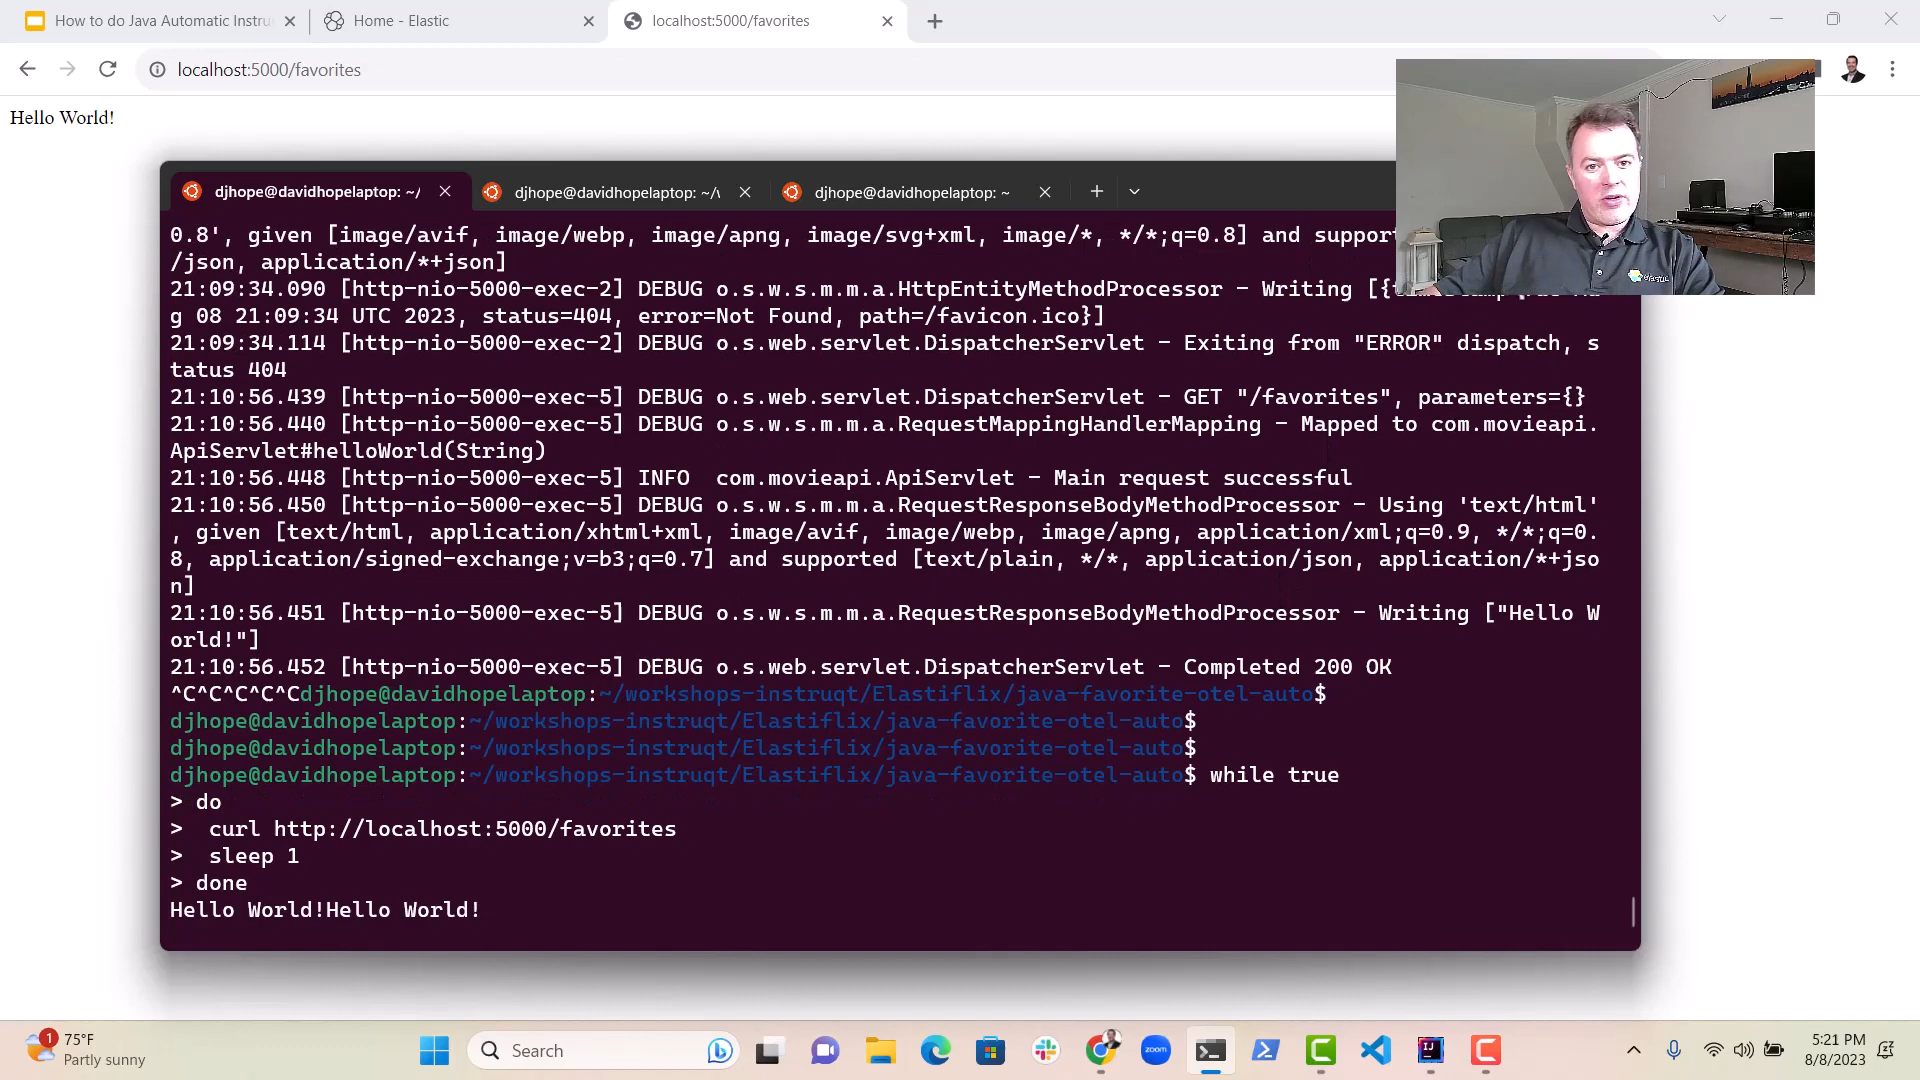 How to do Java Automatic Instru
Home - Elastic
localhost:5000/favorites
localhost:5000/favorites
Hello World!
djhope@davidhopelaptop: ~/
djhope@davidhopelaptop: ~/\
djhope@davidhopelaptop: ~
0.8', given [image/avif, image/webp, image/apng, image/svg+xml, image/*, */*;q=0.8] and support
/json, application/*+json]
21:09:34.090 [http-nio-5000-exec-2] DEBUG o.s.w.s.m.m.a.HttpEntityMethodProcessor - Writing [{
g 08 21:09:34 UTC 2023, status=404, error=Not Found, path=/favicon.ico}]
21:09:34.114 [http-nio-5000-exec-2] DEBUG o.s.web.servlet.DispatcherServlet - Exiting from "ERROR" dispatch, s
tatus 404
21:10:56.439 [http-nio-5000-exec-5] DEBUG o.s.web.servlet.DispatcherServlet - GET "/favorites", parameters={}
21:10:56.440 [http-nio-5000-exec-5] DEBUG o.s.w.s.m.m.a.RequestMappingHandlerMapping - Mapped to com.movieapi.
ApiServlet#helloWorld(String)
21:10:56.448 [http-nio-5000-exec-5] INFO  com.movieapi.ApiServlet - Main request successful
21:10:56.450 [http-nio-5000-exec-5] DEBUG o.s.w.s.m.m.a.RequestResponseBodyMethodProcessor - Using 'text/html'
, given [text/html, application/xhtml+xml, image/avif, image/webp, image/apng, application/xml;q=0.9, */*;q=0.
8, application/signed-exchange;v=b3;q=0.7] and supported [text/plain, */*, application/json, application/*+jso
n]
21:10:56.451 [http-nio-5000-exec-5] DEBUG o.s.w.s.m.m.a.RequestResponseBodyMethodProcessor - Writing ["Hello W
orld!"]
21:10:56.452 [http-nio-5000-exec-5] DEBUG o.s.web.servlet.DispatcherServlet - Completed 200 OK
^C^C^C^C^Cdjhope@davidhopelaptop:~/workshops-instruqt/Elastiflix/java-favorite-otel-auto$
djhope@davidhopelaptop:~/workshops-instruqt/Elastiflix/java-favorite-otel-auto$
djhope@davidhopelaptop:~/workshops-instruqt/Elastiflix/java-favorite-otel-auto$
djhope@davidhopelaptop:~/workshops-instruqt/Elastiflix/java-favorite-otel-auto$ while true
> do
>  curl http://localhost:5000/favorites
>  sleep 1
> done
Hello World!Hello World!
1
75°F
Partly sunny
Search
zoom
5:21 PM
8/8/2023